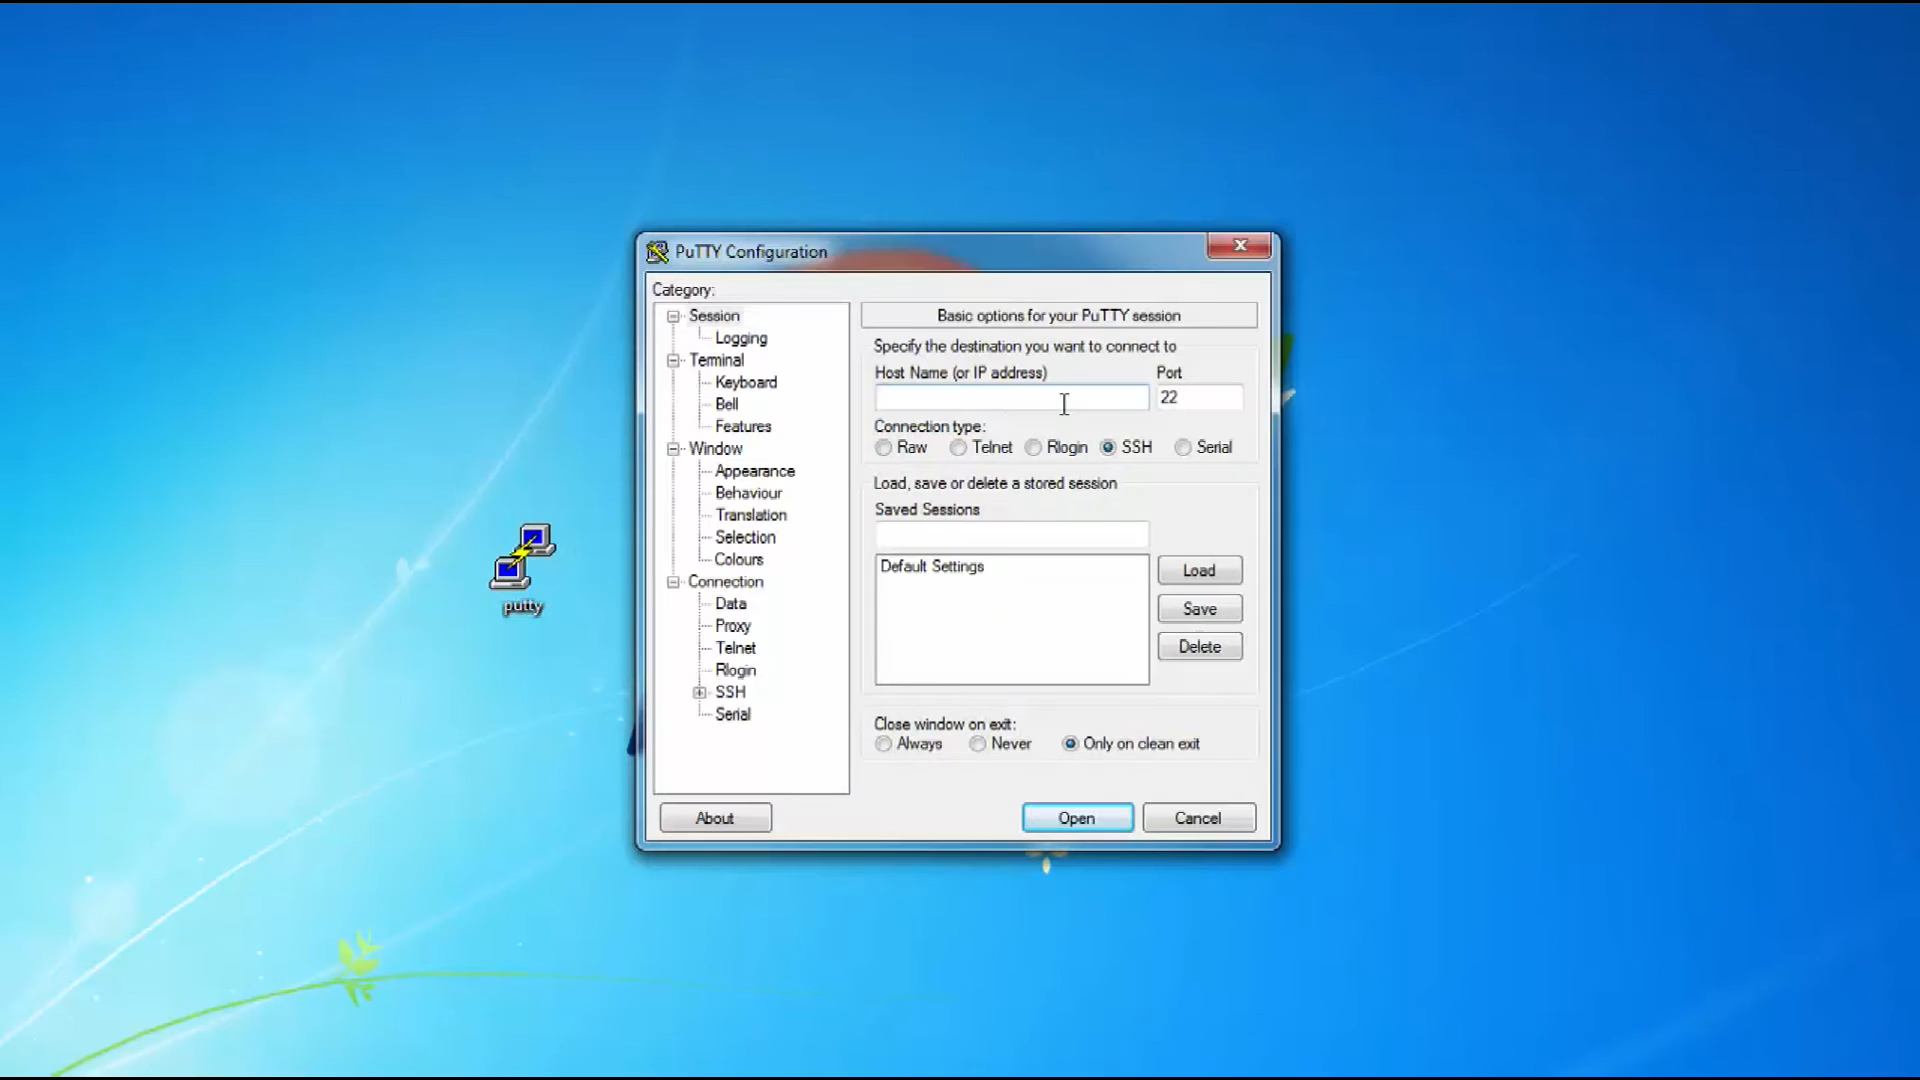 PuTTY Configuration
Category:
Session
Logging
Terminal
Keyboard
Bell
Features
Window
Appearance
Behaviour
Translation
Selection
Colours
Connection
Data
Proxy
Telnet
Rlogin
SSH
Serial
Basic options for your PuTTY session
Specify the destination you want to connect to
Host Name (or IP address) Port
22
Connection type:
Raw Telnet Rlogin SSH Serial
Load, save or delete a stored session
Saved Sessions
Default Settings
Load
Save
Delete
Close window on exit:
Always Never Only on clean exit
About Open Cancel
putty